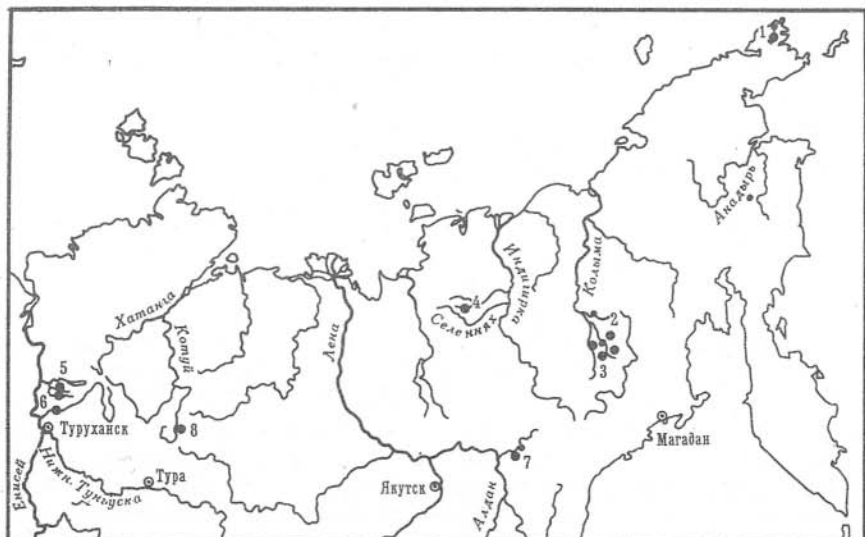 1
Анадырь
Хатанга
Котуй
Лена
Индигирка
Колыма
4
Селеннях
2
3
5
6
Туруханск
8
Магадан
7
Енисей
Нижн. Тунгуска
Тура
Якутск
Алдан